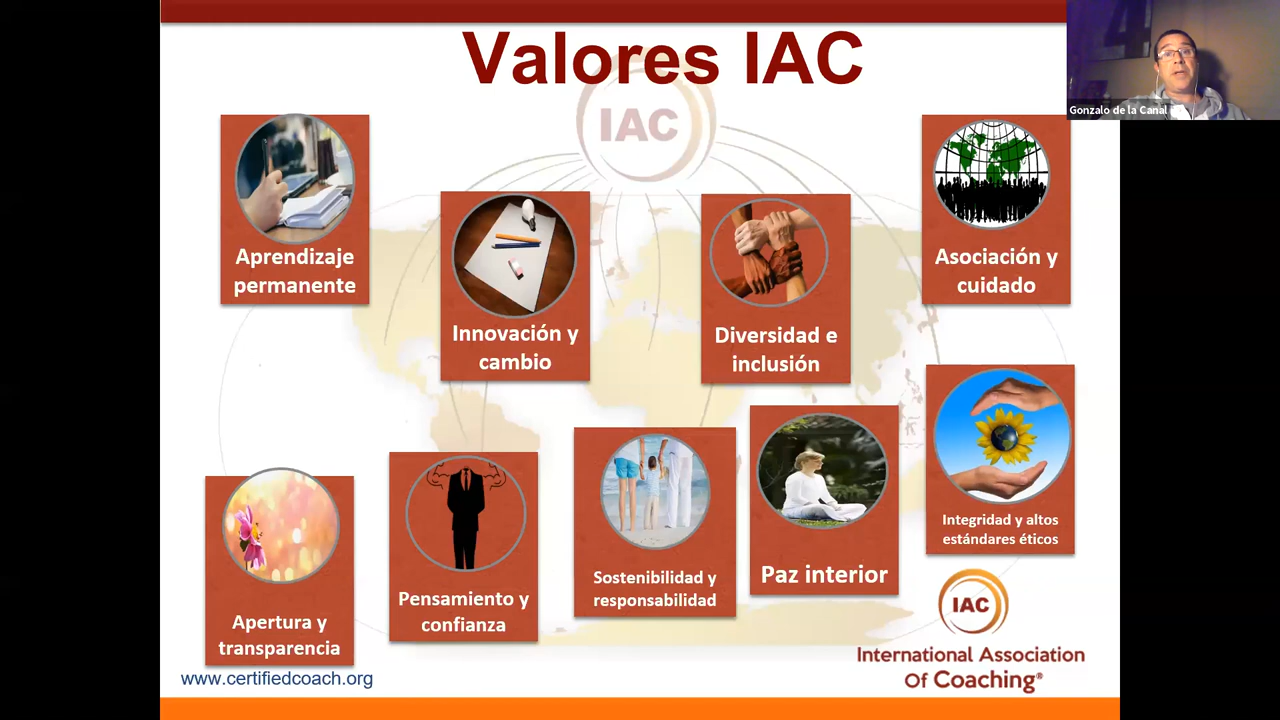 Valores IAC
IAC
Gonzalo de la Canal
Aprendizaje
permanente
Innovación y
cambio
Diversidad e
inclusión
Asociación y
cuidado
Apertura y
transparencia
Pensamiento y
confianza
Sostenibilidad y
responsabilidad
Paz interior
Integridad y altos
estándares éticos
IAC
International Association
Of Coaching®
www.certifiedcoach.org